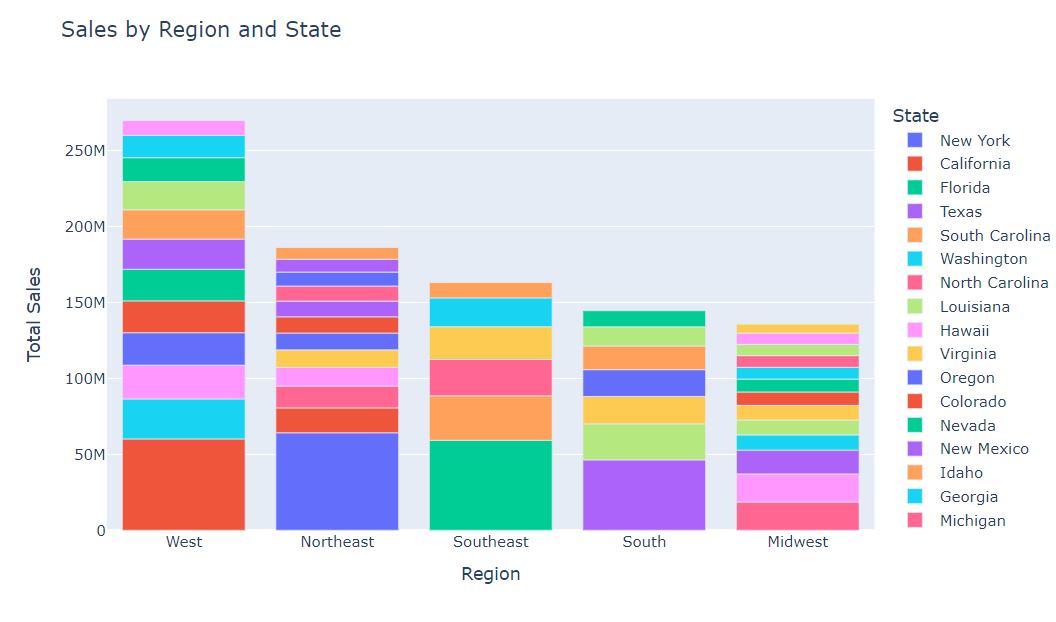 Sales by Region and State
Total Sales
250M
200M
150M
100M
50M
0
West
Northeast
Southeast
South
Midwest
Region
State
New York
California
Florida
Texas
South Carolina
Washington
North Carolina
Louisiana
Hawaii
Virginia
Oregon
Colorado
Nevada
New Mexico
Idaho
Georgia
Michigan